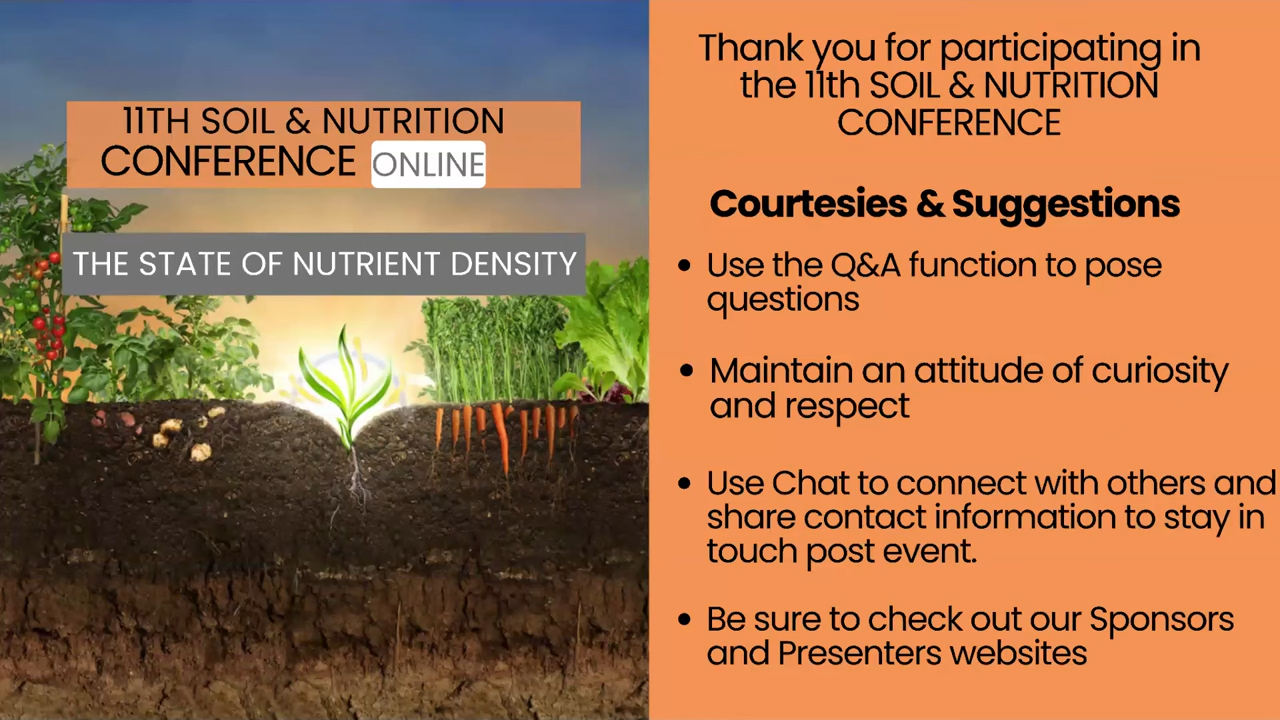 11TH SOIL & NUTRITION
CONFERENCE ONLINE
THE STATE OF NUTRIENT DENSITY
Thank you for participating in
the 11th SOIL & NUTRITION
CONFERENCE
Courtesies & Suggestions
• Use the Q&A function to pose
questions
• Maintain an attitude of curiosity
and respect
• Use Chat to connect with others and
share contact information to stay in
touch post event.
• Be sure to check out our Sponsors
and Presenters websites